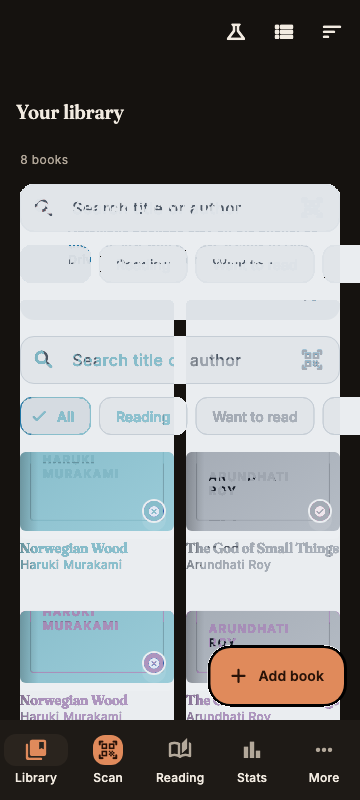 Your library
8 books
Search title or author
Search title or author
All Reading Want to read
HARUKI
MURAKAMI
ARUNDHATI
ROY
Norwegian Wood
Haruki Murakami
The God of Small Things
Arundhati Roy
HARUKI
MURAKAMI
ARUNDHATI
ROY
Norwegian Wood
Haruki Murakami
Add book
Library Scan Reading Stats More